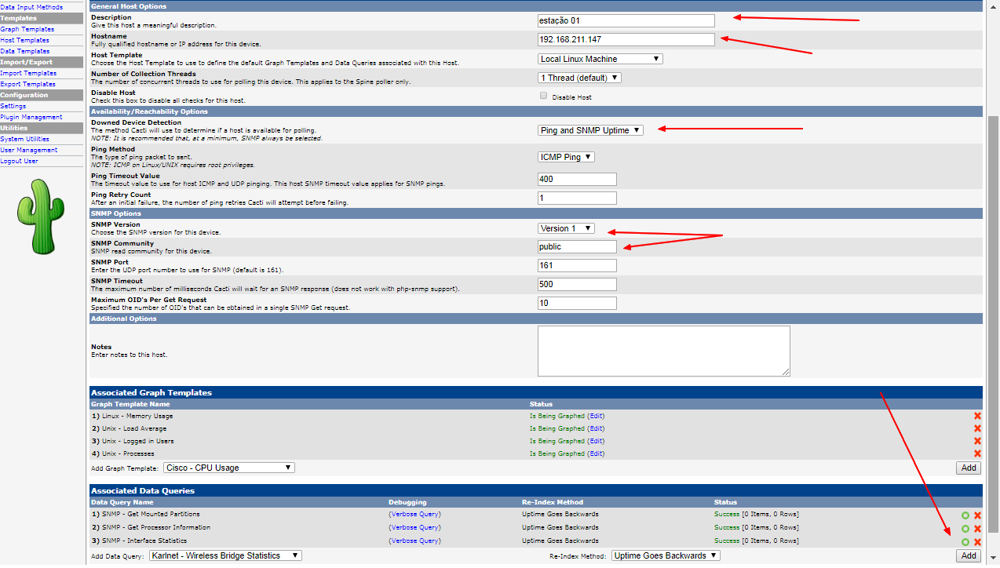 Data Input Methods
Templates
Graph Templates
Host Templates
Data Templates
Import/Export
Import Templates
Export Templates
Configuration
Settings
Plugin Management
Utilities
System Utilities
User Management
Logout User
General Host Options
Description
Give this host a meaningful description.
estação 01
Hostname
Fully qualified hostname or IP address for this device.
192.168.211.147
Host Template
Choose the Host Template to use to define the default Graph Templates and Data Queries associated with this Host.
Local Linux Machine
Number of Collection Threads
The number of concurrent threads to use for polling this device. This applies to the Spine poller only.
1 Thread (default)
Disable Host
Check this box to disable all checks for this host.
Disable Host
Availability/Reachability Options
Downed Device Detection
The method Cacti will use to determine if a host is available for polling.
NOTE: It is recommended that, at a minimum, SNMP always be selected.
Ping and SNMP Uptime
Ping Method
The type of ping packet to sent.
NOTE: ICMP on Linux/UNIX requires root privileges.
ICMP Ping
Ping Timeout Value
The timeout value to use for host ICMP and UDP pinging. This host SNMP timeout value applies for SNMP pings.
400
Ping Retry Count
After an initial failure, the number of ping retries Cacti will attempt before failing.
1
SNMP Options
SNMP Version
Choose the SNMP version for this device.
Version 1
SNMP Community
SNMP read community for this device.
public
SNMP Port
Enter the UDP port number to use for SNMP (default is 161).
161
SNMP Timeout
The maximum number of milliseconds Cacti will wait for an SNMP response (does not work with php-snmp support).
500
Maximum OID's Per Get Request
Specified the number of OID's that can be obtained in a single SNMP Get request.
10
Additional Options
Notes
Enter notes to this host.
Associated Graph Templates
Graph Template Name Status
1) Linux - Memory Usage Is Being Graphed (Edit)
2) Unix - Load Average Is Being Graphed (Edit)
3) Unix - Logged in Users Is Being Graphed (Edit)
4) Unix - Processes Is Being Graphed (Edit)
Add Graph Template: Cisco - CPU Usage Add
Associated Data Queries
Data Query Name Debugging Re-Index Method Status
1) SNMP - Get Mounted Partitions (Verbose Query) Uptime Goes Backwards Success [0 Items, 0 Rows]
2) SNMP - Get Processor Information (Verbose Query) Uptime Goes Backwards Success [0 Items, 0 Rows]
3) SNMP - Interface Statistics (Verbose Query) Uptime Goes Backwards Success [0 Items, 0 Rows]
Add Data Query: Karlnet - Wireless Bridge Statistics Re-Index Method: Uptime Goes Backwards Add